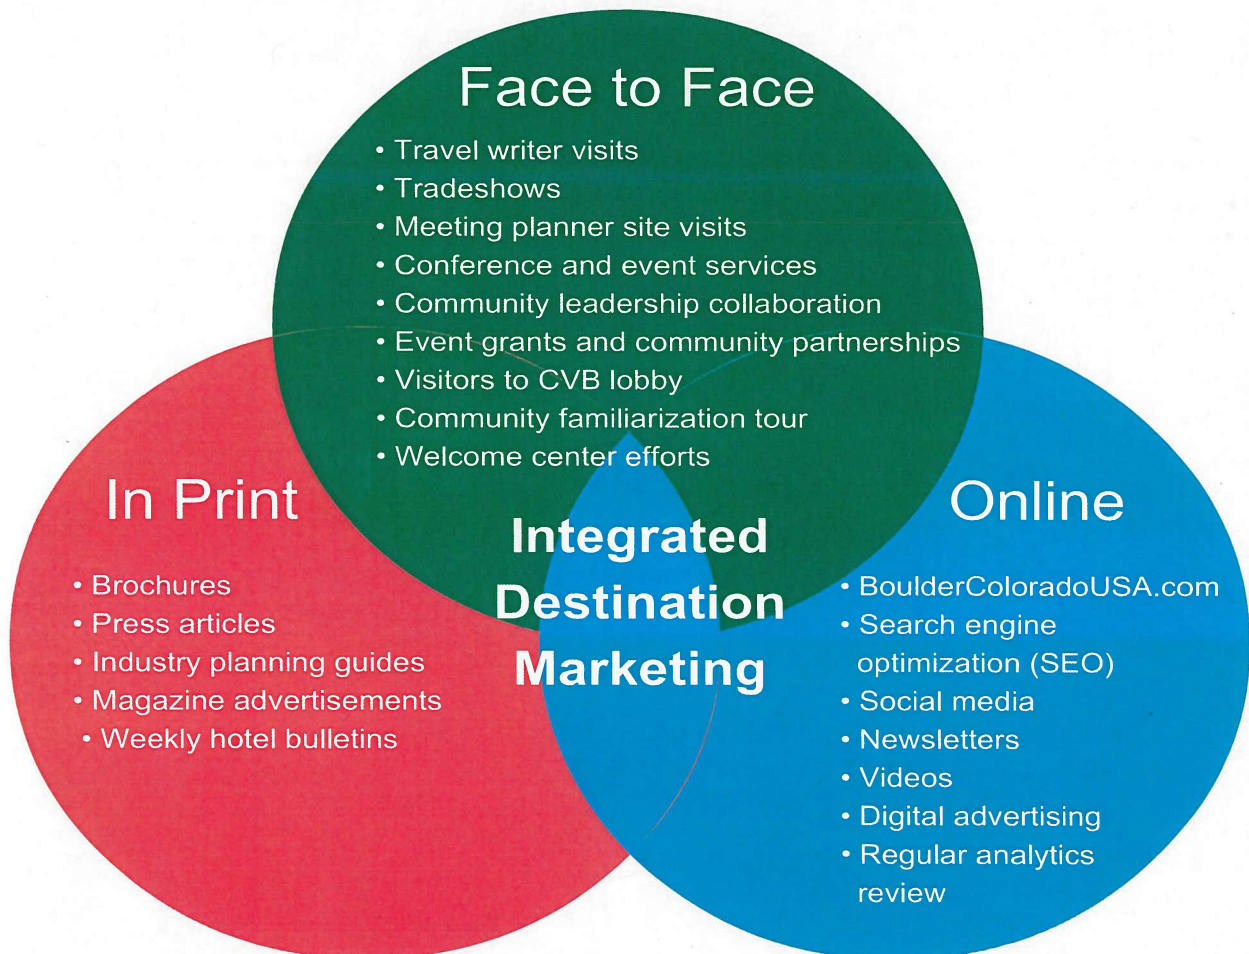 Face to Face
• Travel writer visits
• Tradeshows
• Meeting planner site visits
• Conference and event services
• Community leadership collaboration
• Event grants and community partnerships
• Visitors to CVB lobby
• Community familiarization tour
• Welcome center efforts
In Print
• Brochures
• Press articles
• Industry planning guides
• Magazine advertisements
• Weekly hotel bulletins
Integrated
Destination
Marketing
Online
• BoulderColoradoUSA.com
• Search engine
optimization (SEO)
• Social media
• Newsletters
• Videos
• Digital advertising
• Regular analytics
review